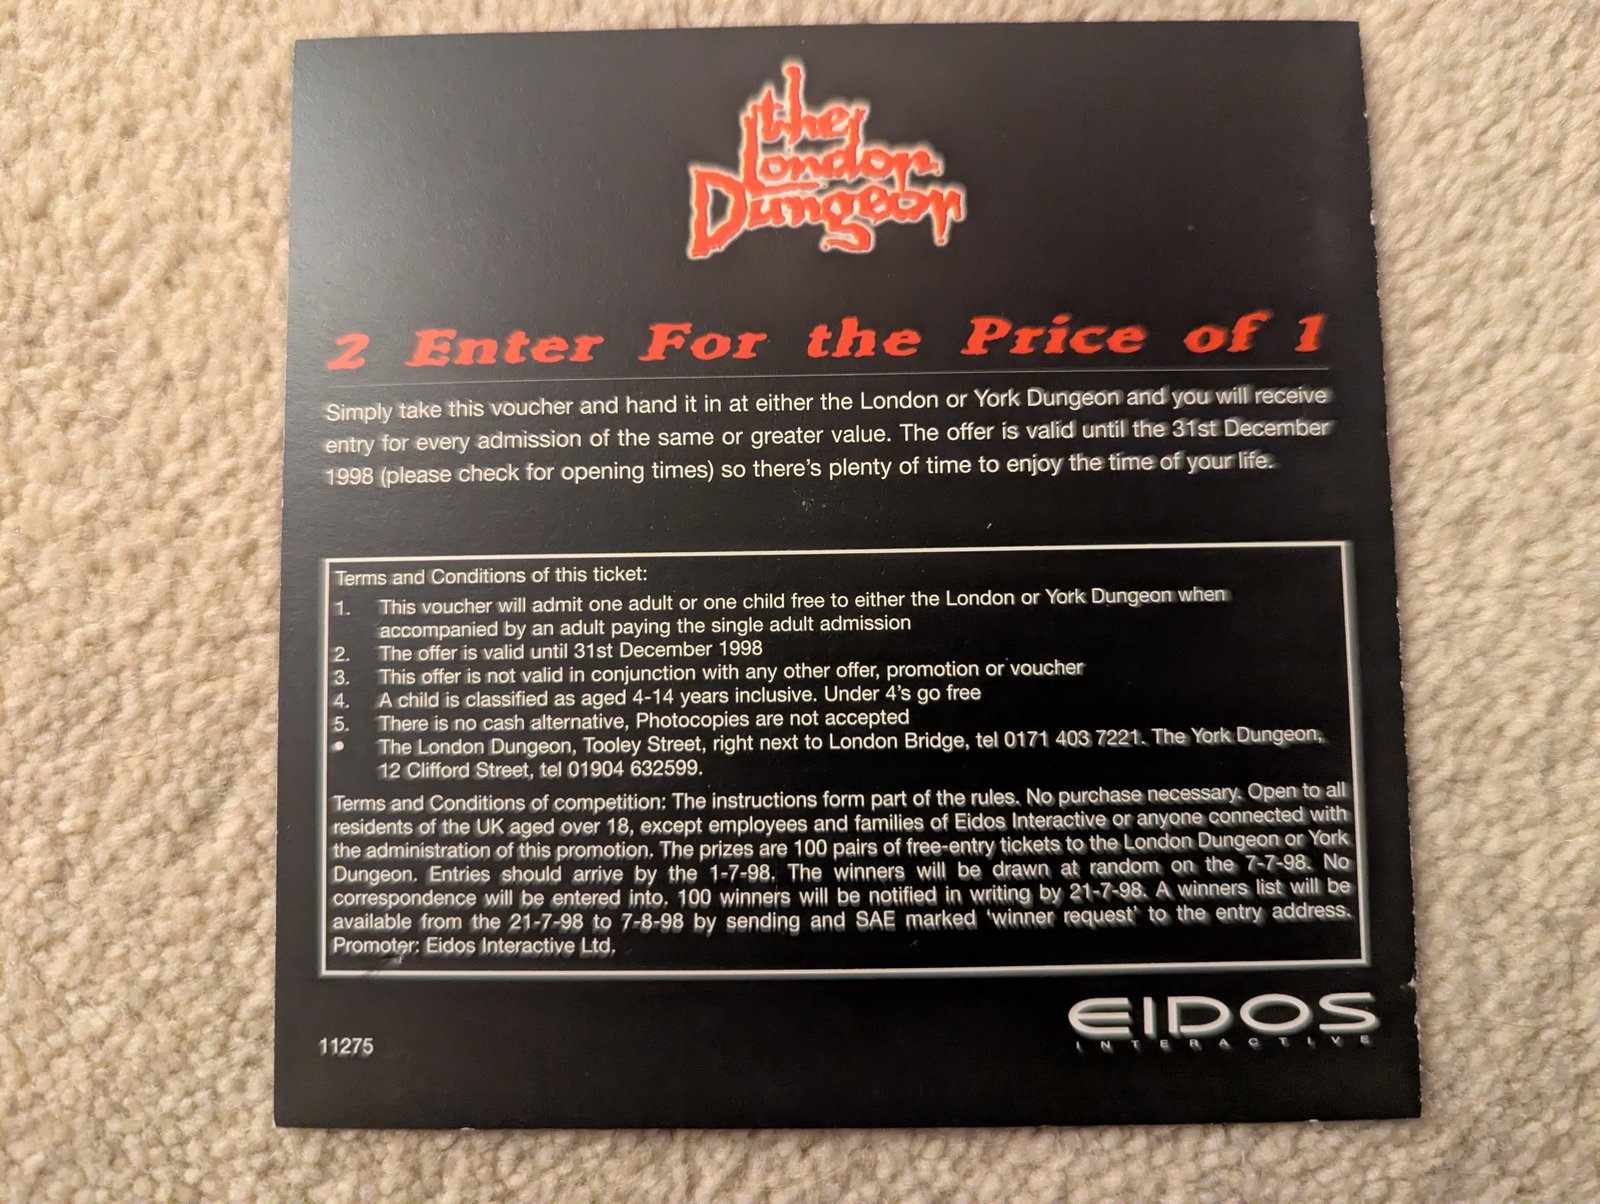 the
London
Dungeon
2 Enter For the Price of 1
Simply take this voucher and hand it in at either the London or York Dungeon and you will receive
entry for every admission of the same or greater value. The offer is valid until the 31st December
1998 (please check for opening times) so there's plenty of time to enjoy the time of your life.
Terms and Conditions of this ticket:
1. This voucher will admit one adult or one child free to either the London or York Dungeon when
accompanied by an adult paying the single adult admission
2. The offer is valid until 31st December 1998
3. This offer is not valid in conjunction with any other offer, promotion or voucher
4. A child is classified as aged 4-14 years inclusive. Under 4's go free
5. There is no cash alternative, Photocopies are not accepted
• The London Dungeon, Tooley Street, right next to London Bridge, tel 0171 403 7221. The York Dungeon,
12 Clifford Street, tel 01904 632599.
Terms and Conditions of competition: The instructions form part of the rules. No purchase necessary. Open to all
residents of the UK aged over 18, except employees and families of Eidos Interactive or anyone connected with
the administration of this promotion. The prizes are 100 pairs of free-entry tickets to the London Dungeon or York
Dungeon. Entries should arrive by the 1-7-98. The winners will be drawn at random on the 7-7-98. No
correspondence will be entered into. 100 winners will be notified in writing by 21-7-98. A winners list will be
available from the 21-7-98 to 7-8-98 by sending and SAE marked 'winner request' to the entry address.
Promoter: Eidos Interactive Ltd.
EIDOS
INTERACTIVE
11275